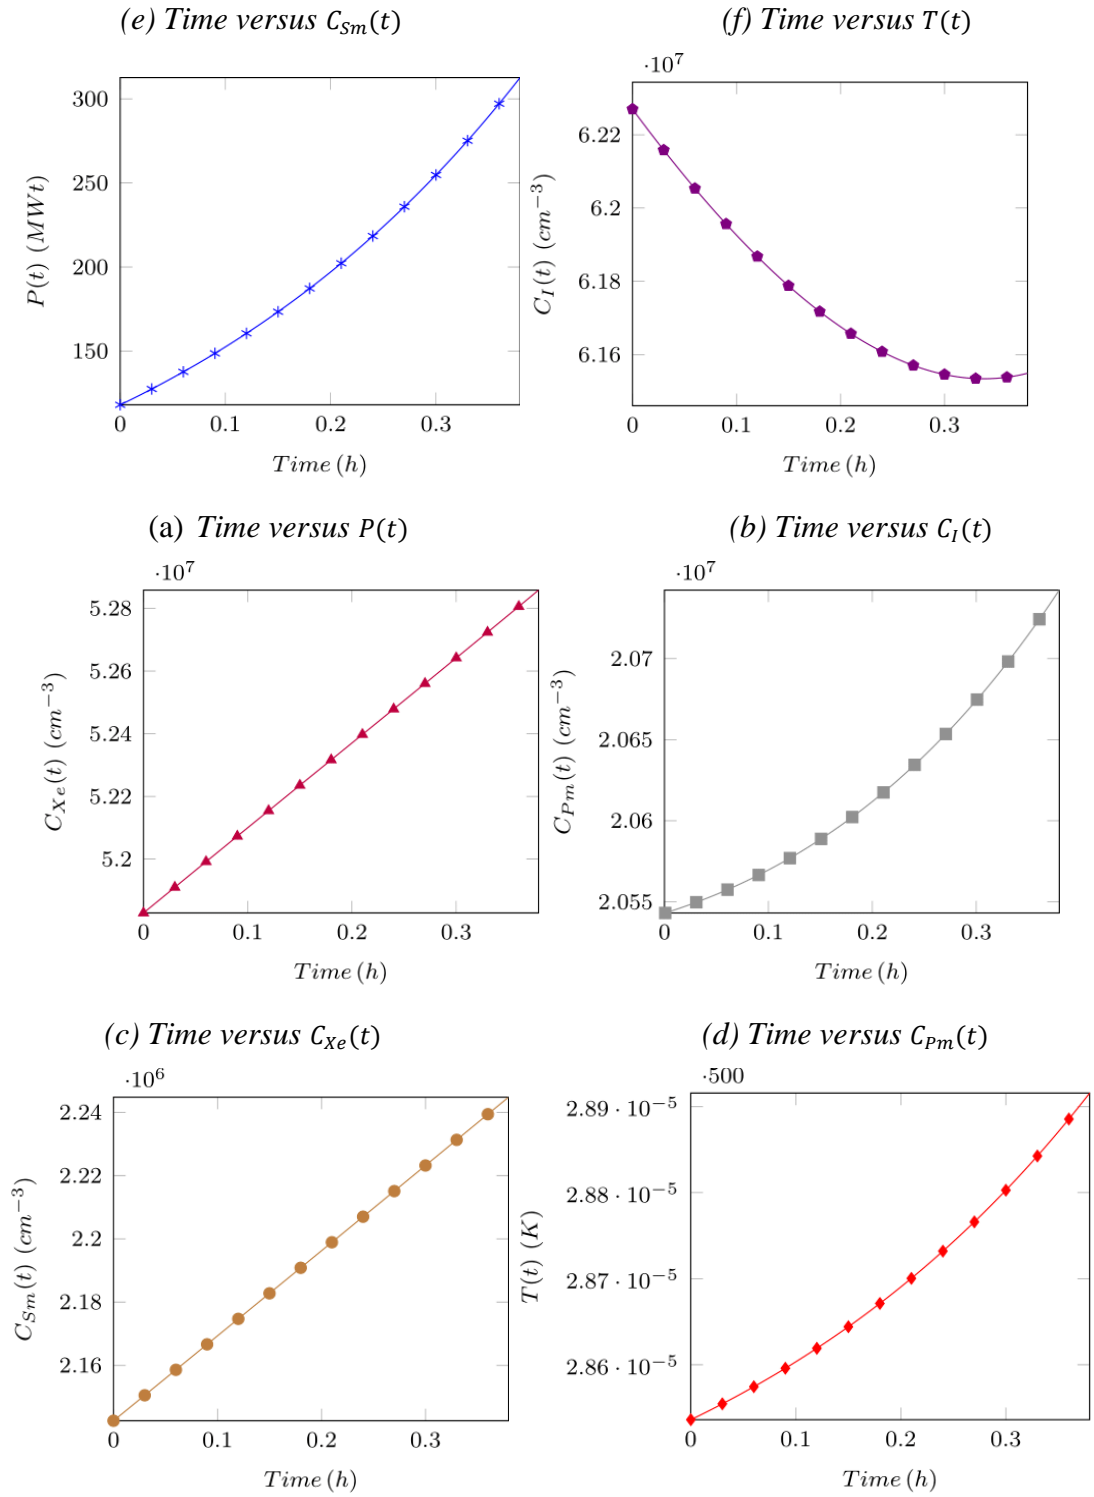 (e) Time versus C_Sm(t)
(f) Time versus T(t)
300
250
200
150
P(t) (MWt)
0 0.1 0.2 0.3
Time (h)
·10^7
6.22
6.2
6.18
6.16
C_I(t) (cm^−3)
0 0.1 0.2 0.3
Time (h)
(a) Time versus P(t)
(b) Time versus C_I(t)
·10^7
5.28
5.26
5.24
5.22
5.2
C_Xe(t) (cm^−3)
0 0.1 0.2 0.3
Time (h)
·10^7
2.07
2.065
2.06
2.055
C_Pm(t) (cm^−3)
0 0.1 0.2 0.3
Time (h)
(c) Time versus C_Xe(t)
(d) Time versus C_Pm(t)
·10^6
2.24
2.22
2.2
2.18
2.16
C_Sm(t) (cm^−3)
0 0.1 0.2 0.3
Time (h)
·500
2.89 · 10^−5
2.88 · 10^−5
2.87 · 10^−5
2.86 · 10^−5
T(t) (K)
0 0.1 0.2 0.3
Time (h)